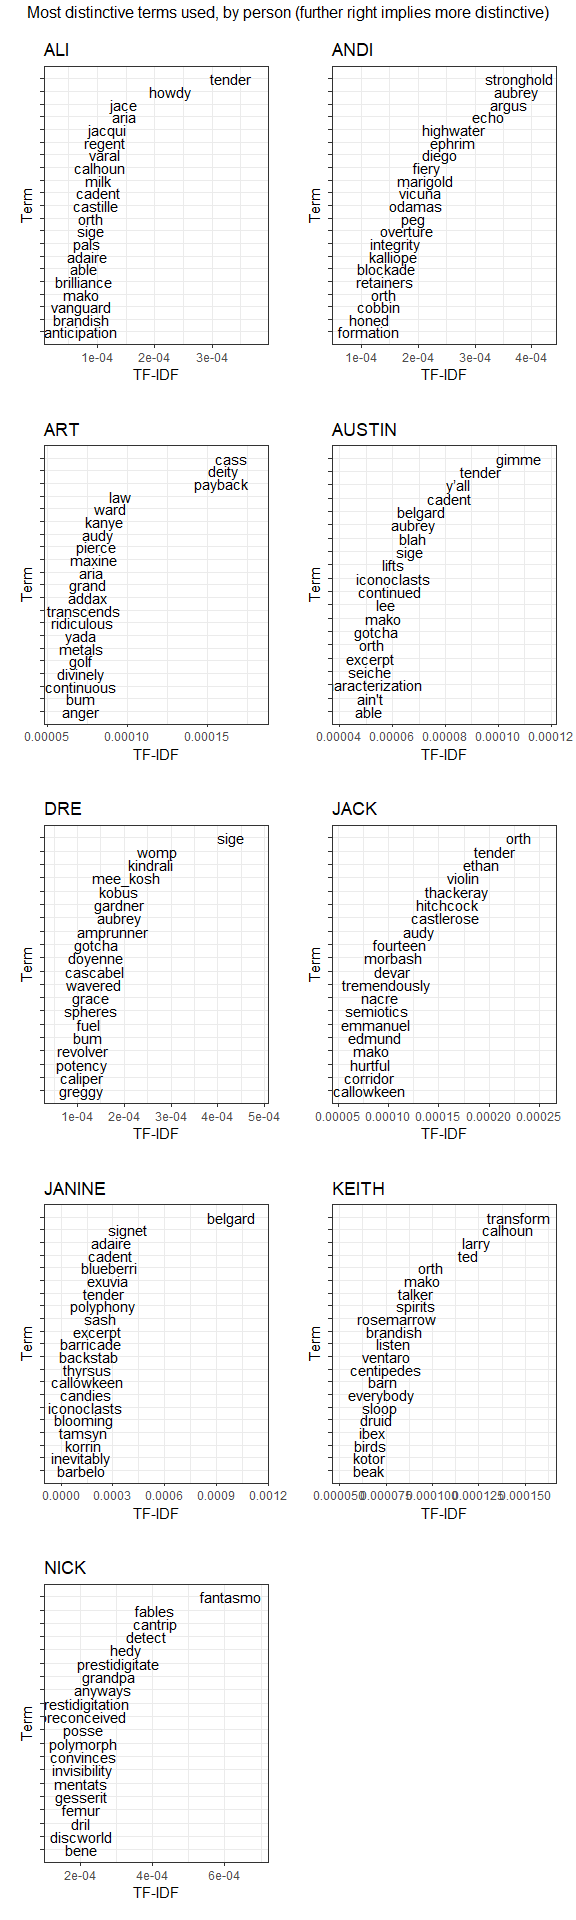 Most distinctive terms used, by person (further right implies more distinctive)
ALI
tender
howdy
jace
aria
jacqui
regent
varal
calhoun
milk
cadent
castille
orth
sige
pals
adaire
able
brilliance
mako
vanguard
brandish
anticipation
Term
1e-04 2e-04 3e-04
TF-IDF
ANDI
stronghold
aubrey
argus
echo
highwater
ephrim
diego
fiery
marigold
vicuna
odamas
peg
overture
integrity
kalliope
blockade
retainers
orth
cobbin
honed
formation
Term
1e-04 2e-04 3e-04 4e-04
TF-IDF
ART
cass
deity
payback
law
ward
kanye
audy
pierce
maxine
aria
grand
addax
transcends
ridiculous
yada
metals
golf
divinely
continuous
bum
anger
Term
0.00005 0.00010 0.00015
TF-IDF
AUSTIN
gimme
tender
y'all
cadent
belgard
aubrey
blah
sige
lifts
iconoclasts
continued
lee
mako
gotcha
orth
excerpt
seiche
aracterization
ain't
able
Term
0.00004 0.00006 0.00008 0.00010 0.00012
TF-IDF
DRE
sige
womp
kindrali
mee_kosh
kobus
gardner
aubrey
amprunner
gotcha
doyenne
cascabel
wavered
grace
spheres
fuel
bum
revolver
potency
caliper
greggy
Term
1e-04 2e-04 3e-04 4e-04 5e-04
TF-IDF
JACK
orth
tender
ethan
violin
thackeray
hitchcock
castlerose
audy
fourteen
morbash
devar
tremendously
nacre
semiotics
emmanuel
edmund
mako
hurtful
corridor
callowkeen
Term
0.00005 0.00010 0.00015 0.00020 0.00025
TF-IDF
JANINE
belgard
signet
adaire
cadent
blueberri
exuvia
tender
polyphony
sash
excerpt
barricade
backstab
thyrsus
callowkeen
candies
iconoclasts
blooming
tamsyn
korrin
inevitably
barbelo
Term
0.0000 0.0003 0.0006 0.0009 0.0012
TF-IDF
KEITH
transform
calhoun
larry
ted
orth
mako
talker
spirits
rosemarrow
brandish
listen
ventaro
centipedes
barn
everybody
sloop
druid
ibex
birds
kotor
beak
Term
0.000050 0.000075 0.000100 0.000125 0.000150
TF-IDF
NICK
fantasmo
fables
cantrip
detect
hedy
prestidigitate
grandpa
anyways
restidigitation
preconceived
posse
polymorph
convinces
invisibility
mentats
gesserit
femur
dril
discworld
bene
Term
2e-04 4e-04 6e-04
TF-IDF